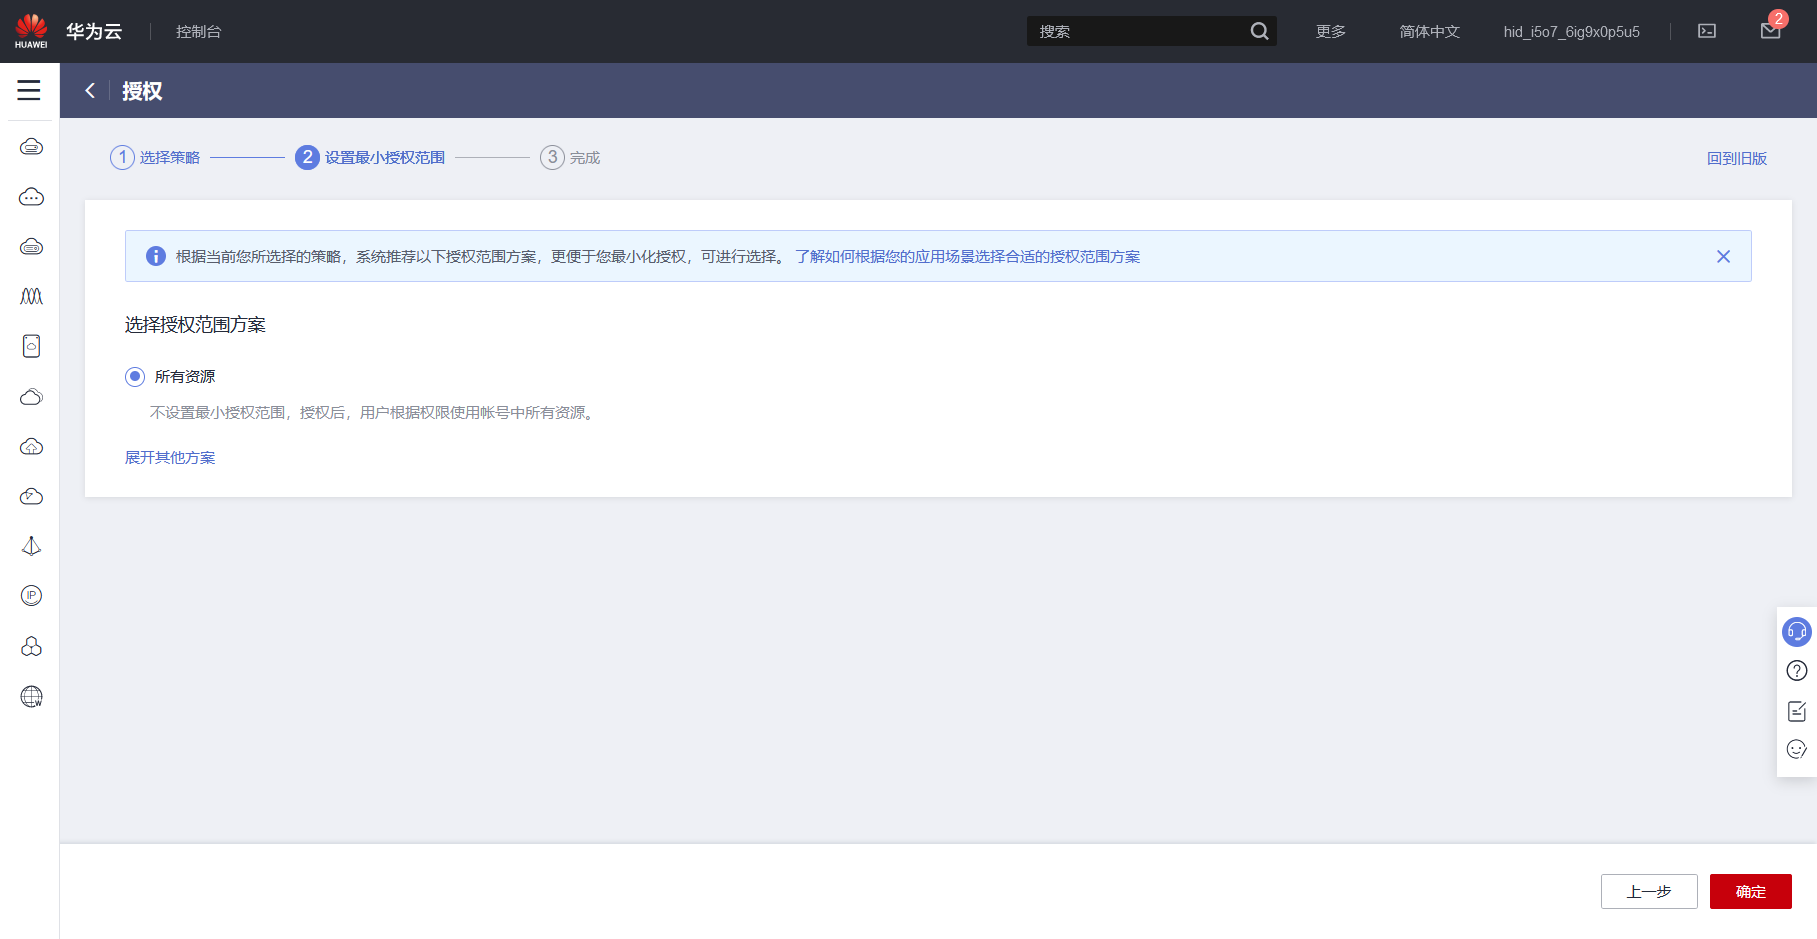 HUAWEI
华为云
控制台
搜索
更多
简体中文
hid_i5o7_6ig9x0p5u5
2
授权
1 选择策略
2 设置最小授权范围
3 完成
回到旧版
根据当前您所选择的策略，系统推荐以下授权范围方案，更便于您最小化授权，可进行选择。 了解如何根据您的应用场景选择合适的授权范围方案
选择授权范围方案
所有资源
不设置最小授权范围，授权后，用户根据权限使用帐号中所有资源。
展开其他方案
IP
W
上一步
确定